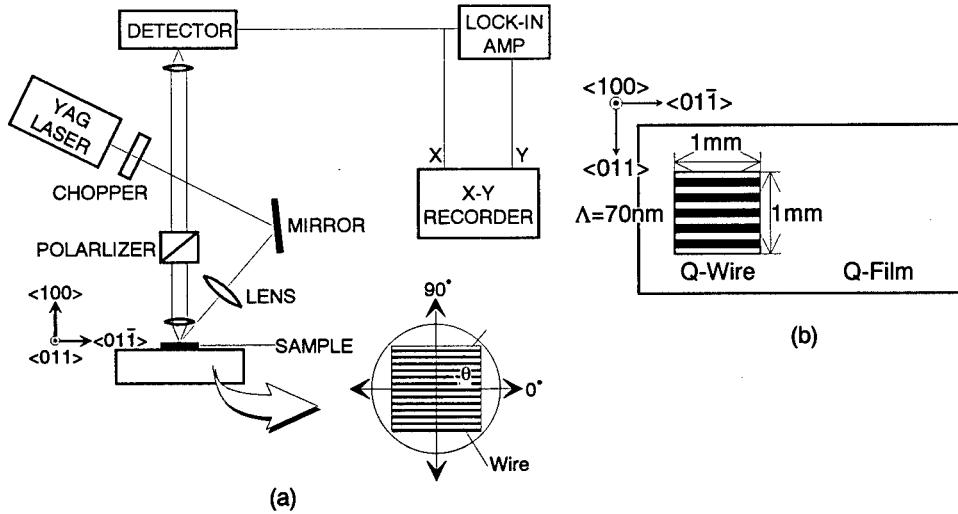 DETECTOR
LOCK-IN
AMP
YAG
LASER
CHOPPER
X
Y
X-Y
RECORDER
MIRROR
POLARLIZER
LENS
<100>
<011̄>
<011>
SAMPLE
90°
θ
0°
Wire
(a)
<100>
<011̄>
<011>
1mm
Λ=70nm
1mm
Q-Wire
Q-Film
(b)